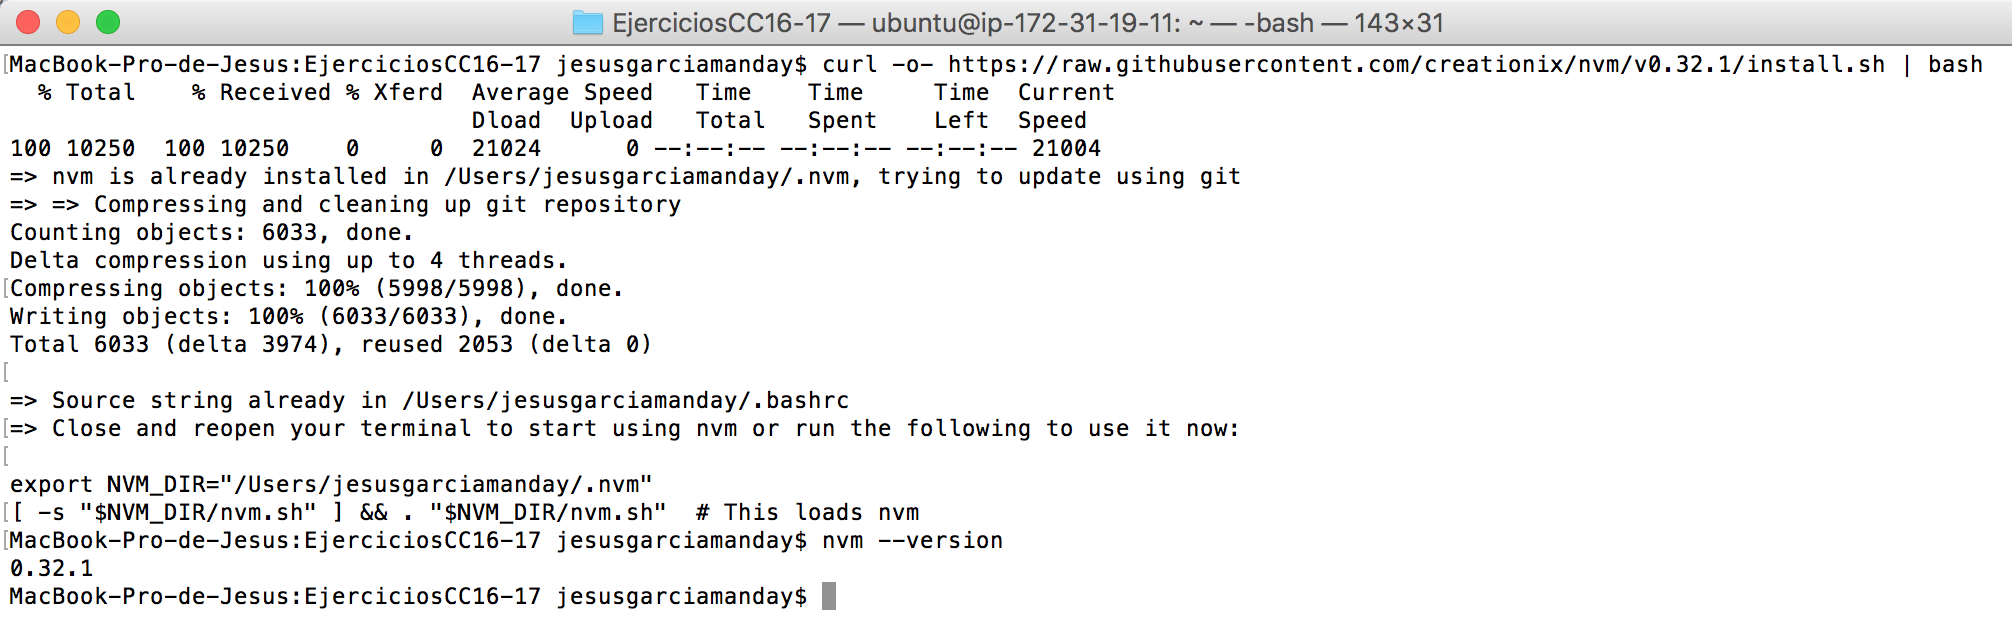 EjerciciosCC16-17 — ubuntu@ip-172-31-19-11: ~ — -bash — 143×31
[MacBook-Pro-de-Jesus:EjerciciosCC16-17 jesusgarciamanday$ curl -o- https://raw.githubusercontent.com/creationix/nvm/v0.32.1/install.sh | bash
  % Total    % Received % Xferd  Average Speed   Time    Time     Time  Current
                                 Dload  Upload   Total   Spent    Left  Speed
100 10250  100 10250    0     0  21024      0 --:--:-- --:--:-- --:--:-- 21004
=> nvm is already installed in /Users/jesusgarciamanday/.nvm, trying to update using git
=> => Compressing and cleaning up git repository
Counting objects: 6033, done.
Delta compression using up to 4 threads.
[Compressing objects: 100% (5998/5998), done.
Writing objects: 100% (6033/6033), done.
Total 6033 (delta 3974), reused 2053 (delta 0)
[
=> Source string already in /Users/jesusgarciamanday/.bashrc
[=> Close and reopen your terminal to start using nvm or run the following to use it now:
[
export NVM_DIR="/Users/jesusgarciamanday/.nvm"
[[ -s "$NVM_DIR/nvm.sh" ] && . "$NVM_DIR/nvm.sh"  # This loads nvm
[MacBook-Pro-de-Jesus:EjerciciosCC16-17 jesusgarciamanday$ nvm --version
0.32.1
MacBook-Pro-de-Jesus:EjerciciosCC16-17 jesusgarciamanday$